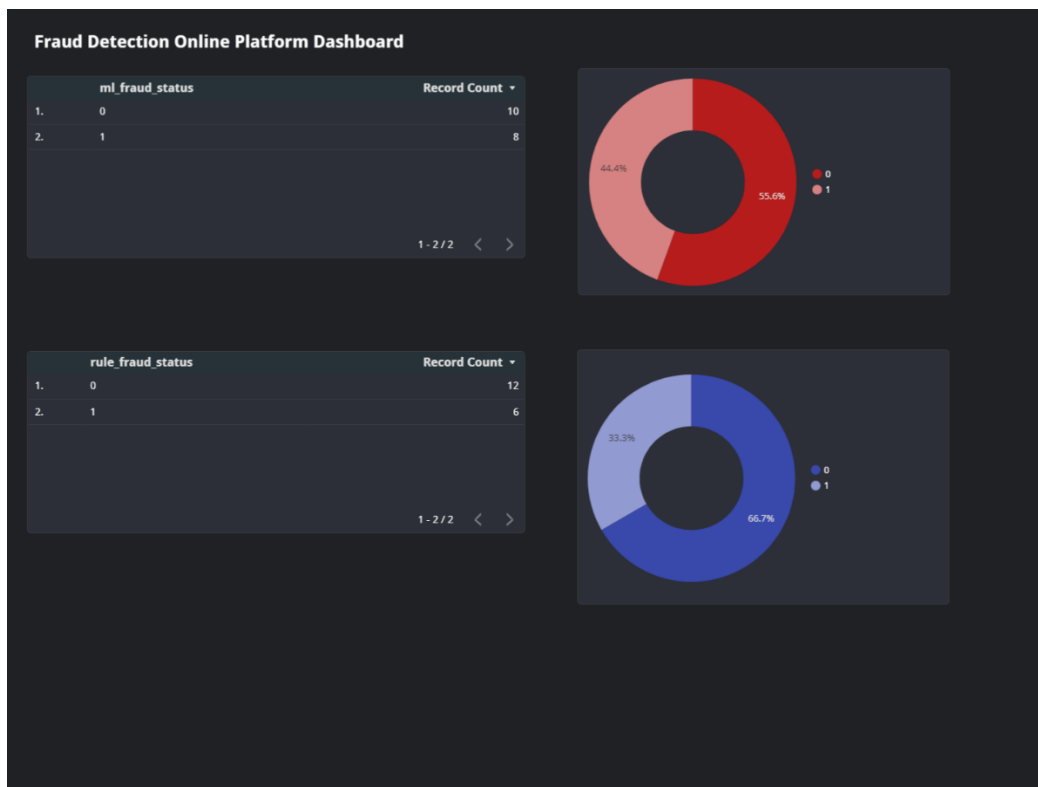 Fraud Detection Online Platform Dashboard
ml_fraud_status Record Count
1. 0 10
2. 1 8
1 - 2 / 2
44.4%
55.6%
0
1
rule_fraud_status Record Count
1. 0 12
2. 1 6
1 - 2 / 2
33.3%
66.7%
0
1